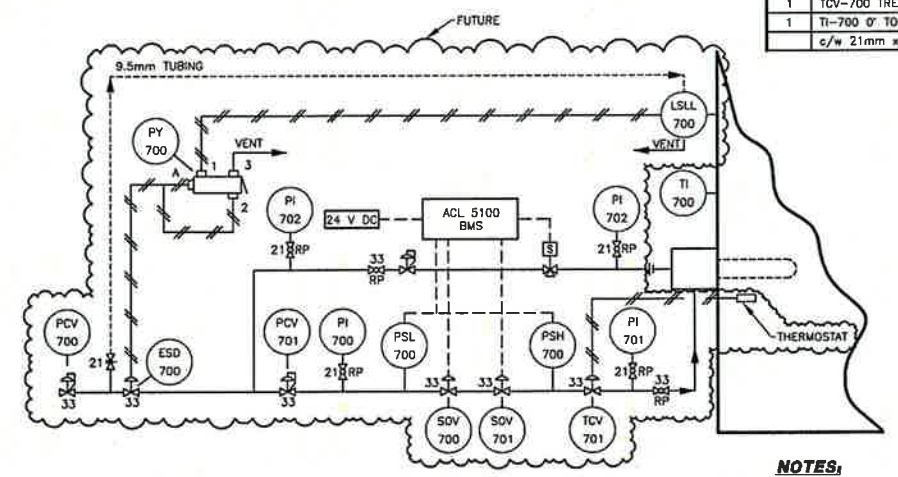 1 TCV-700
1 TI-700 0'
c/w 21mm x
FUTURE
9.5mm TUBING
LSLL
700
VENT
PY
700
1
3
VENT
A
2
TI
700
PI
702
21 RP
24 V DC
ACL 5100
BMS
S
PI
702
21 RP
33
RP
PCV
700
21
ESD
700
PCV
701
PI
700
21 RP
PSL
700
33
33
PSH
700
33
PI
701
21 RP
33
RP
THERMOSTAT
33
33
33
SOV
700
SOV
701
TCV
701
NOTES: